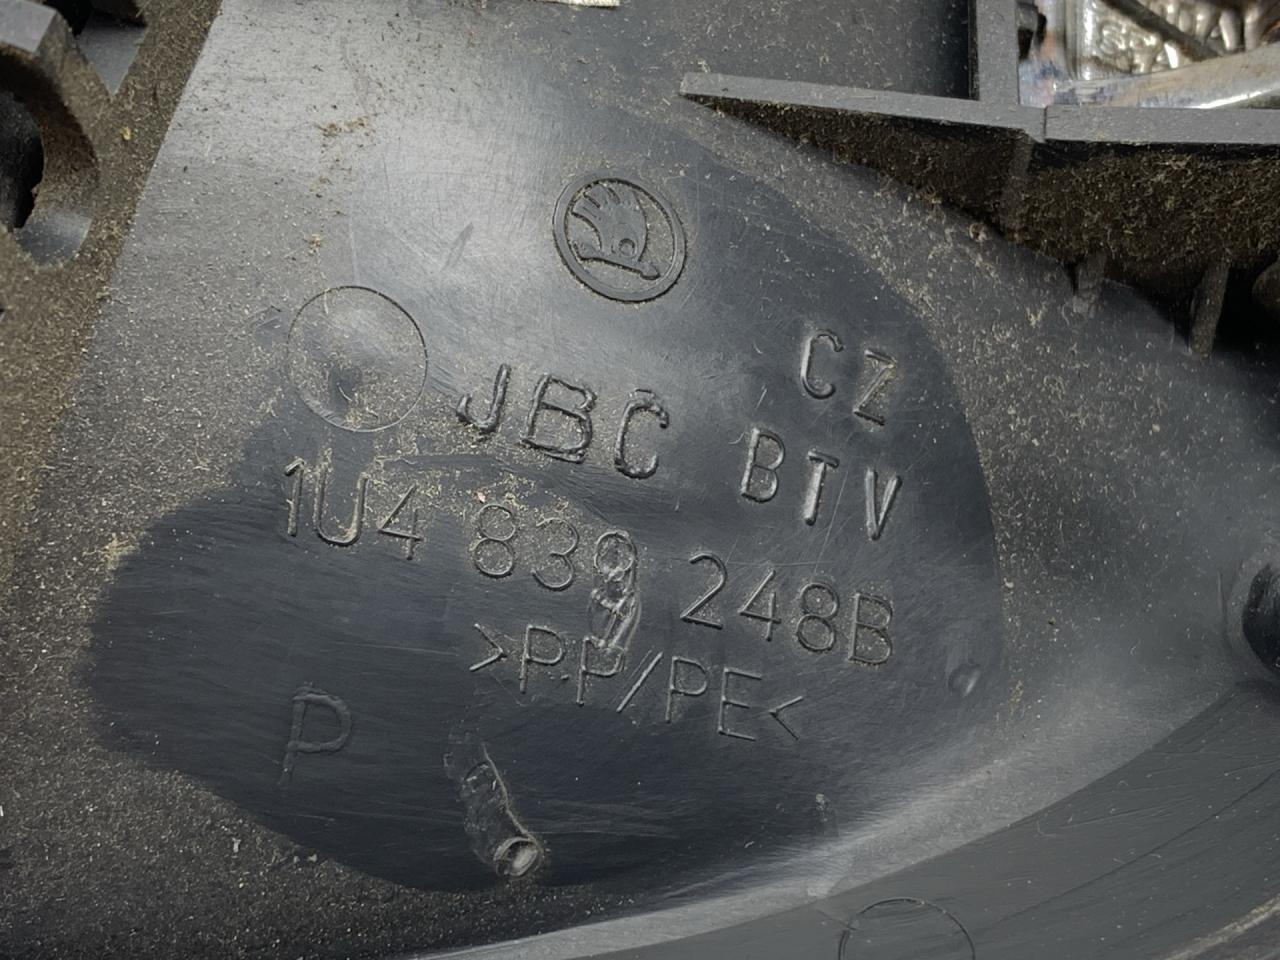 CZ
JBC BTV
1U4 839 248B
>PP/PE<
P